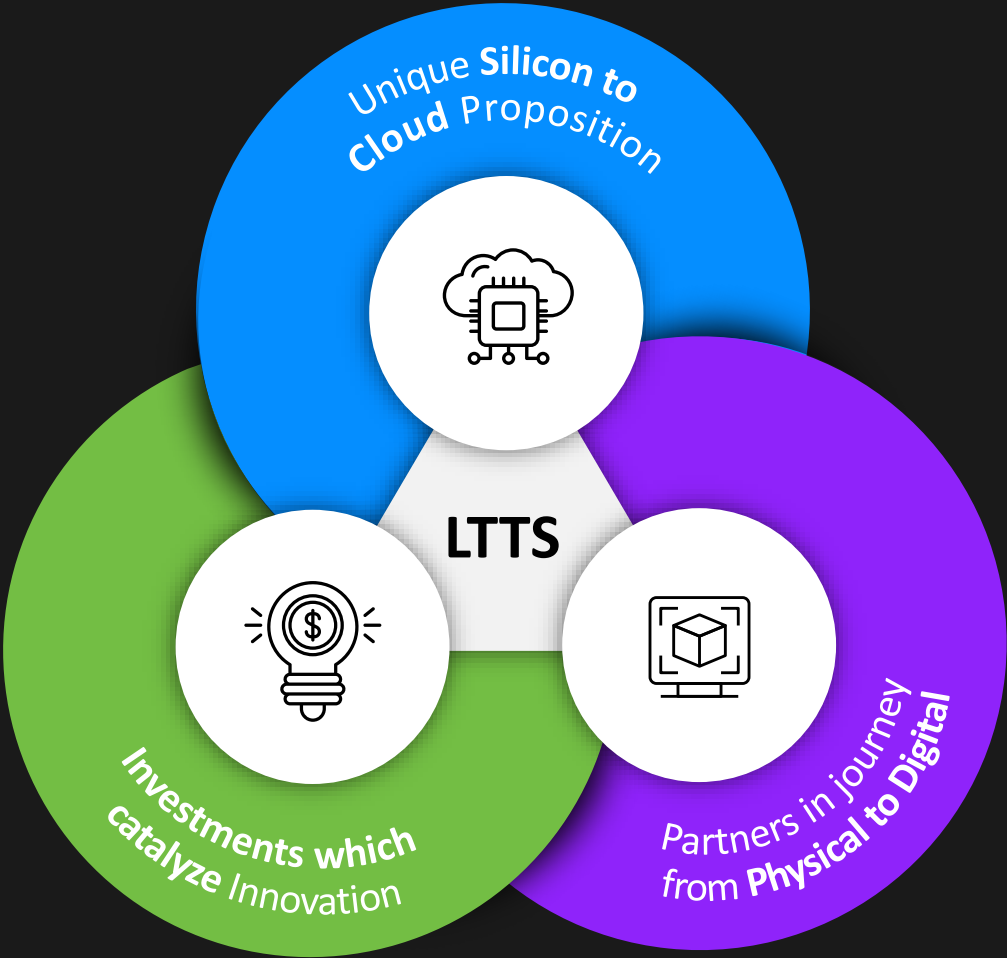 Unique Silicon to
Cloud Proposition
LTTS
$
Investments which
catalyze Innovation
Partners in journey
from Physical to Digital